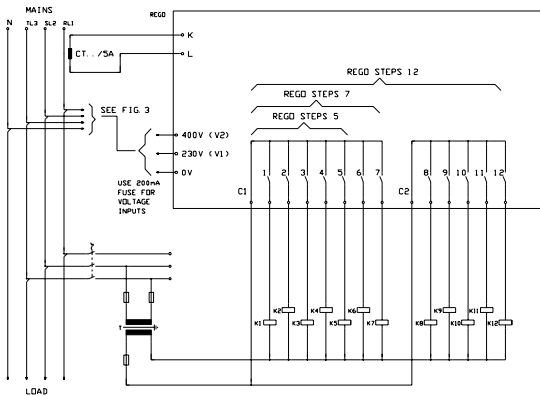 MAINS
N TL3 SL2 RL1
REGO
K
L
CT../5A
REGO STEPS 12
REGO STEPS 7
REGO STEPS 5
SEE FIG. 3
400V (V2)
230V (V1)
0V
USE 200mA
FUSE FOR
VOLTAGE
INPUTS
1 2 3 4 5 6 7 8 9 10 11 12
C1 C2
K2 K4 K6 K9 K11
K1 K3 K5 K7 K8 K10 K12
T
LOAD